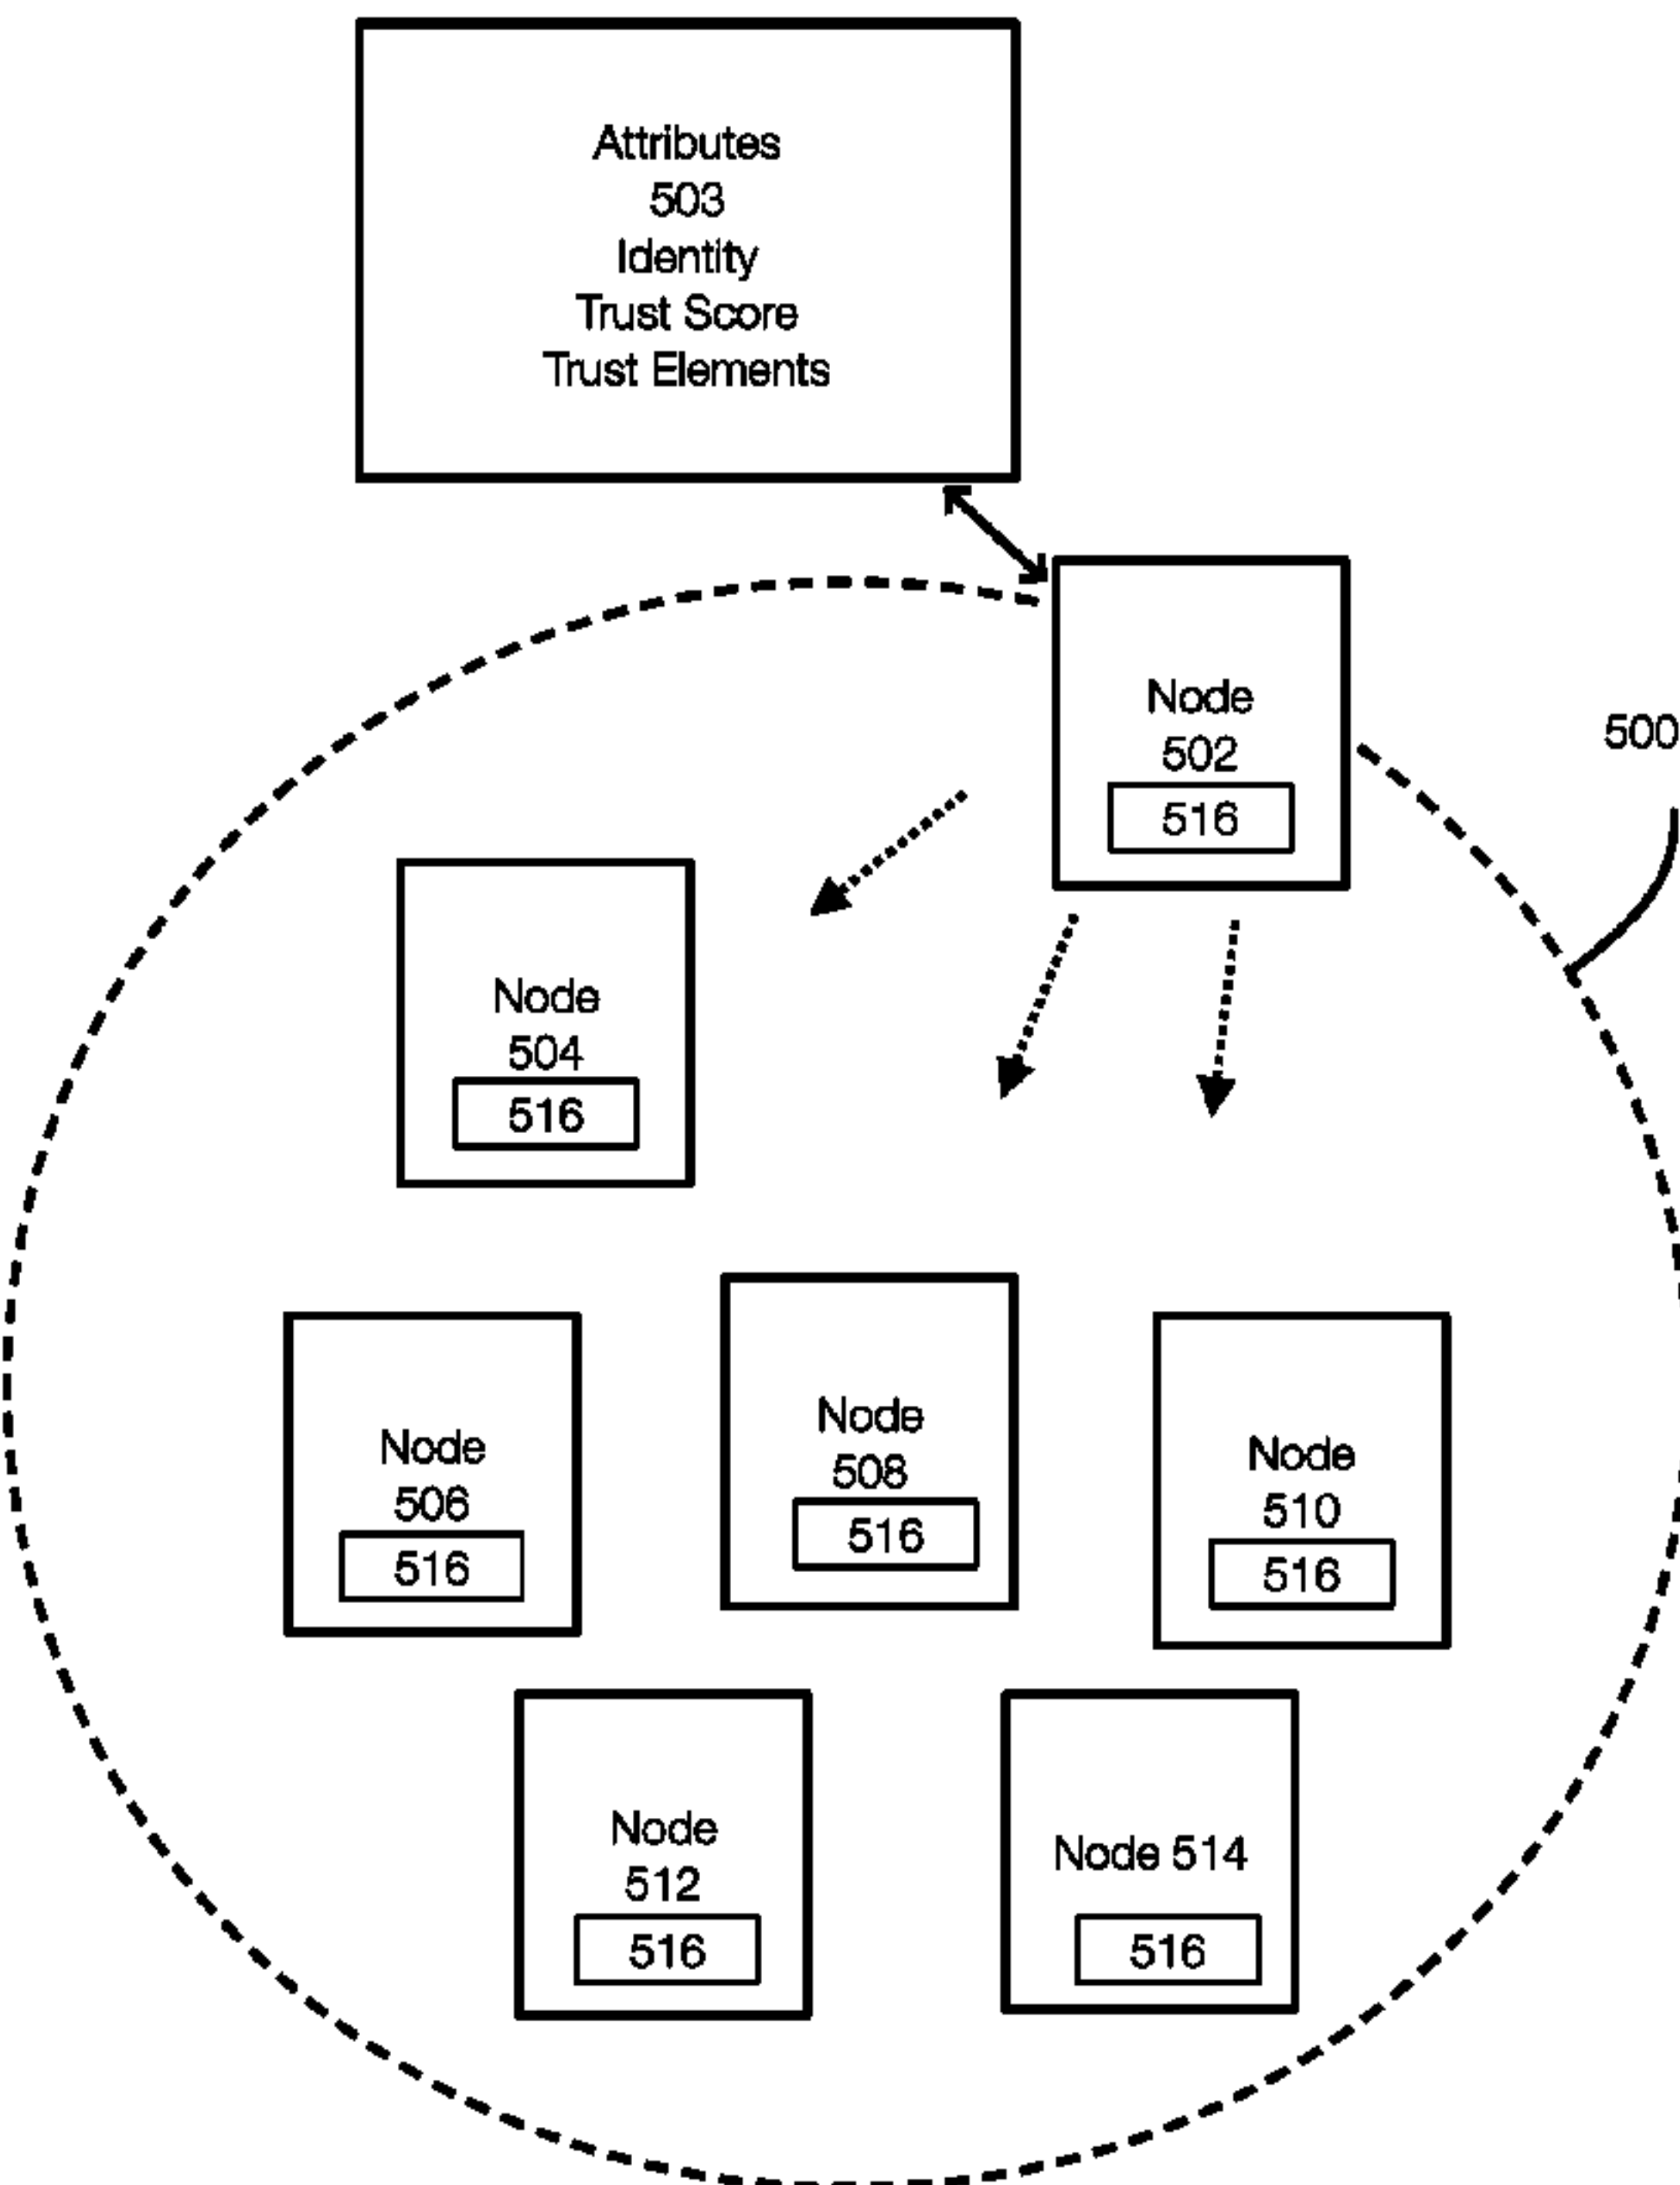 Attributes
503
Identity
Trust Score
Trust Elements
Node
502
516
500
Node
504
516
Node
506
516
Node
508
516
Node
510
516
Node
512
516
Node 514
516